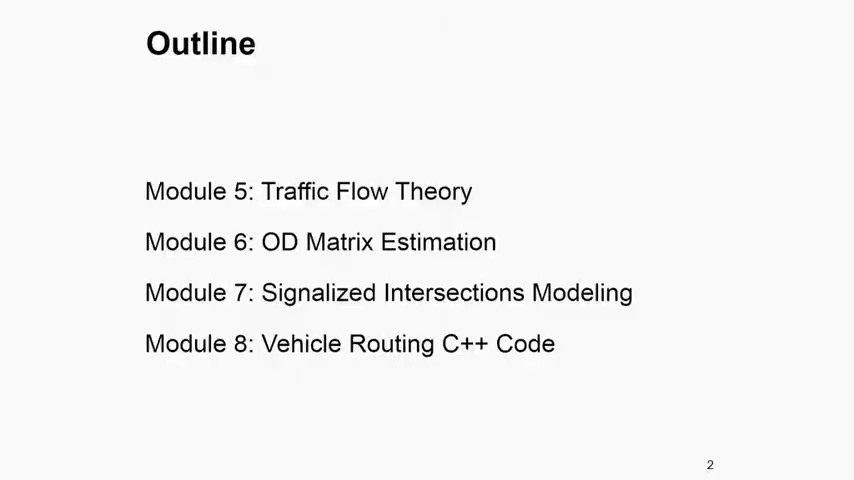 Outline
Module 5: Traffic Flow Theory
Module 6: OD Matrix Estimation
Module 7: Signalized Intersections Modeling
Module 8: Vehicle Routing C++ Code
2